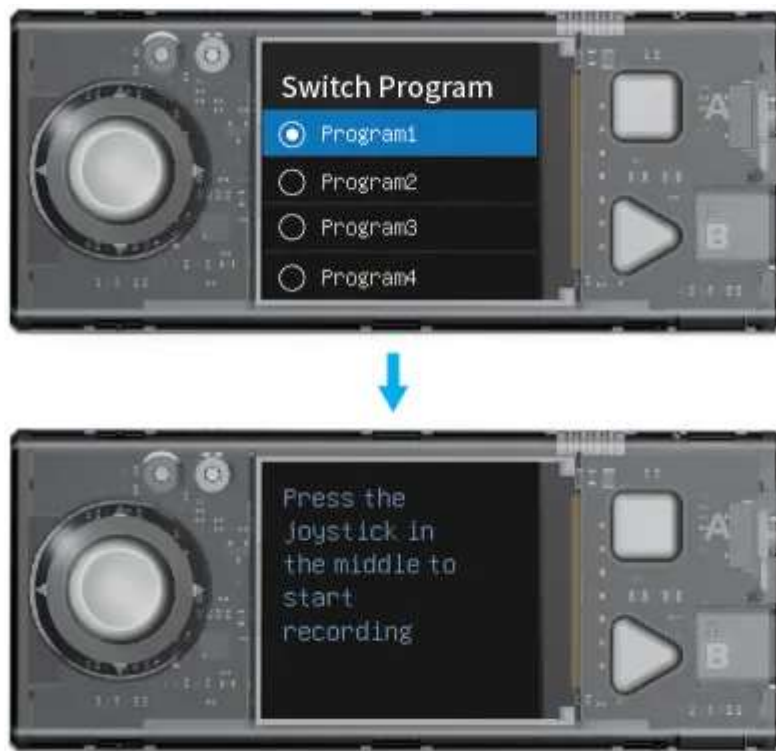 Switch Program
Program1
Program2
Program3
Program4
A
B
Press the
joystick in
the middle to
start
recording
A
B